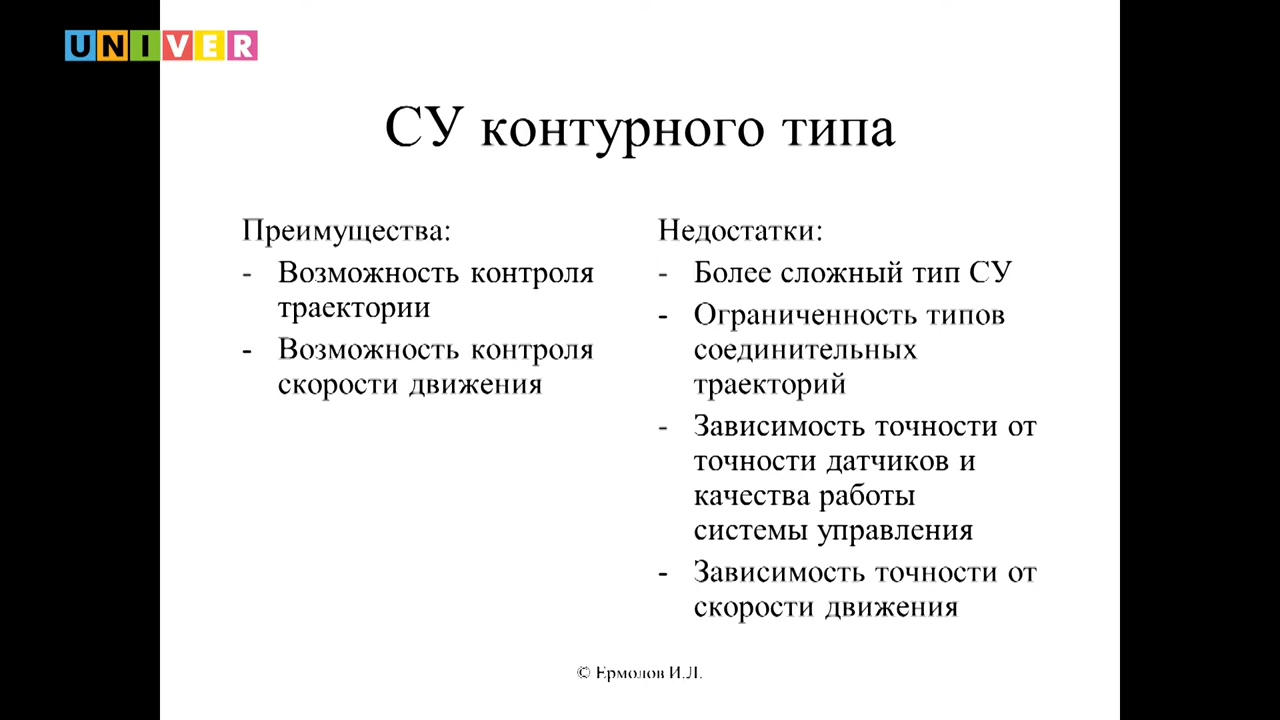 UNIVER
СУ контурного типа
Преимущества:
- Возможность контроля
траектории
- Возможность контроля
скорости движения
Недостатки:
- Более сложный тип СУ
- Ограниченность типов
соединительных
траекторий
- Зависимость точности от
точности датчиков и
качества работы
системы управления
- Зависимость точности от
скорости движения
© Ермолов И.Л.